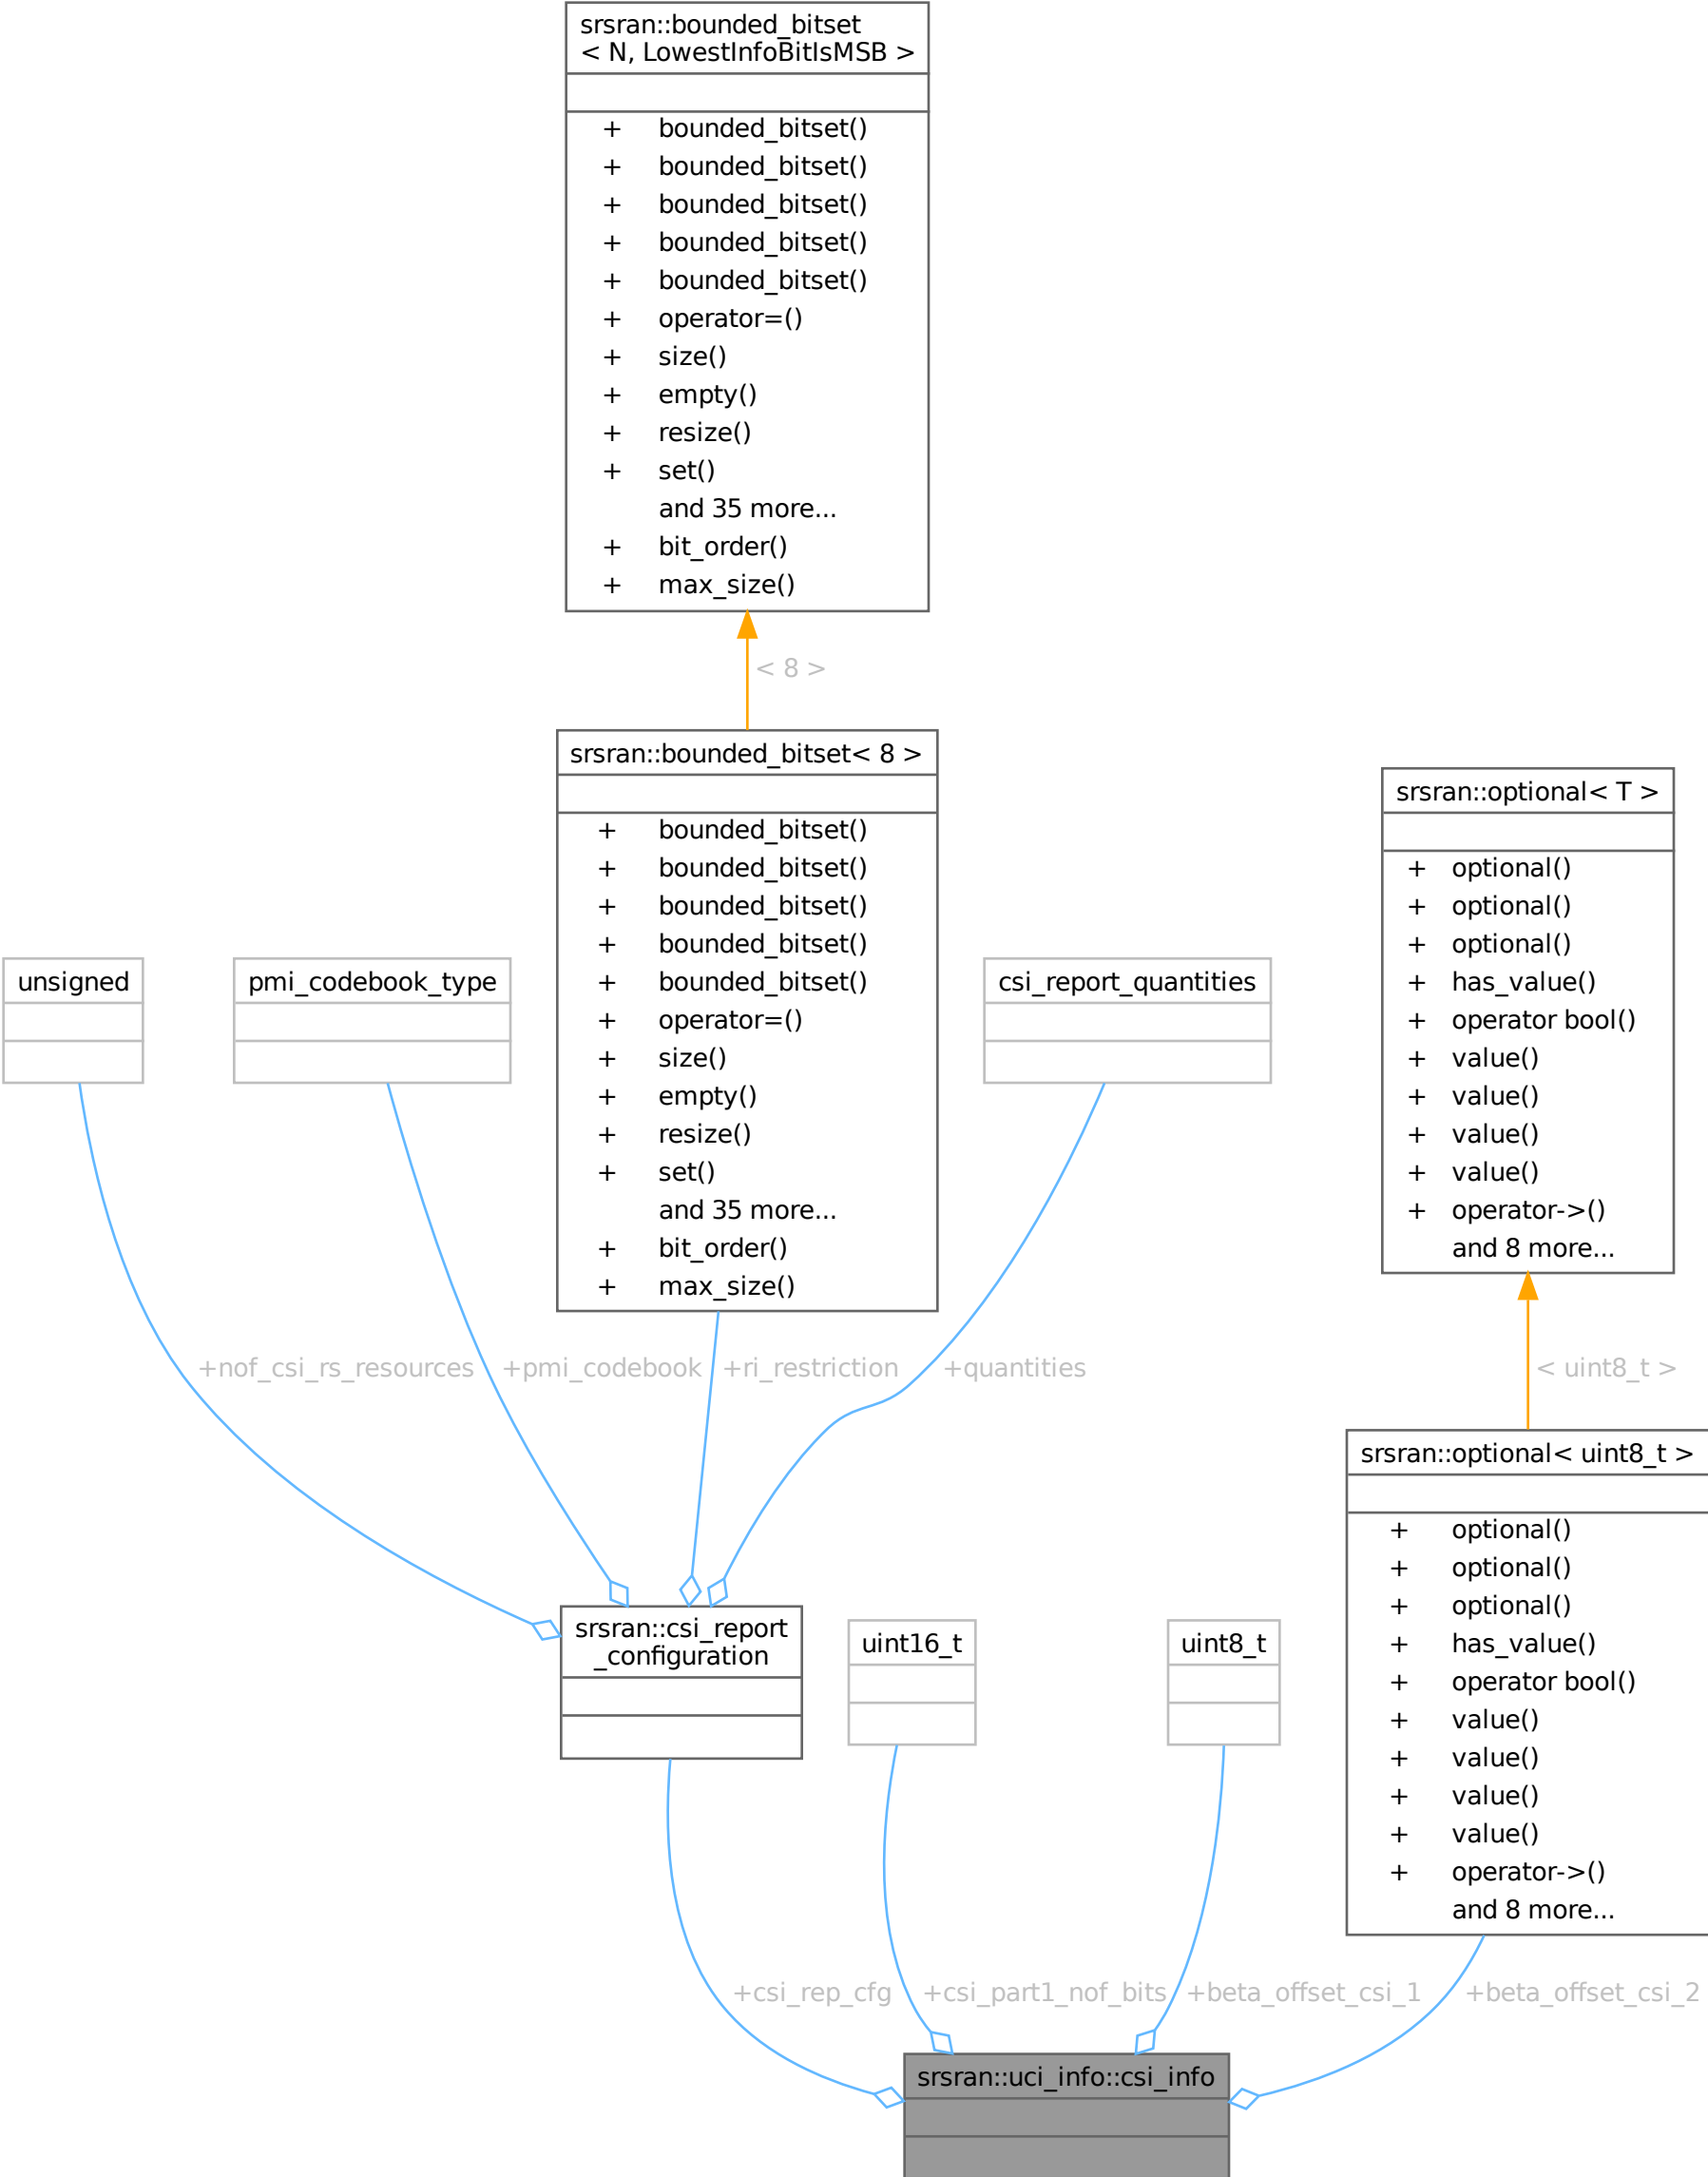 srsran::bounded_bitset
< N, LowestInfoBitIsMSB >
+ bounded_bitset()
+ bounded_bitset()
+ bounded_bitset()
+ bounded_bitset()
+ bounded_bitset()
+ operator=()
+ size()
+ empty()
+ resize()
+ set()
and 35 more...
+ bit_order()
+ max_size()
< 8 >
srsran::bounded_bitset< 8 >
+ bounded_bitset()
+ bounded_bitset()
+ bounded_bitset()
+ bounded_bitset()
+ bounded_bitset()
+ operator=()
+ size()
+ empty()
+ resize()
+ set()
and 35 more...
+ bit_order()
+ max_size()
srsran::optional< T >
+ optional()
+ optional()
+ optional()
+ has_value()
+ operator bool()
+ value()
+ value()
+ value()
+ value()
+ operator->()
and 8 more...
unsigned
pmi_codebook_type
csi_report_quantities
+nof_csi_rs_resources
+pmi_codebook
+ri_restriction
+quantities
< uint8_t >
srsran::optional< uint8_t >
+ optional()
+ optional()
+ optional()
+ has_value()
+ operator bool()
+ value()
+ value()
+ value()
+ value()
+ operator->()
and 8 more...
srsran::csi_report
_configuration
uint16_t
uint8_t
+csi_rep_cfg
+csi_part1_nof_bits
+beta_offset_csi_1
+beta_offset_csi_2
srsran::uci_info::csi_info